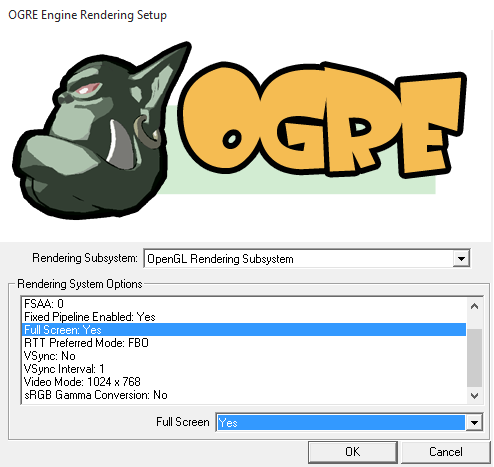 OGRE Engine Rendering Setup
OGRE
Rendering Subsystem: OpenGL Rendering Subsystem
Rendering System Options
FSAA: 0
Fixed Pipeline Enabled: Yes
Full Screen: Yes
RTT Preferred Mode: FBO
VSync: No
VSync Interval: 1
Video Mode: 1024 x 768
sRGB Gamma Conversion: No
Full Screen Yes
OK Cancel